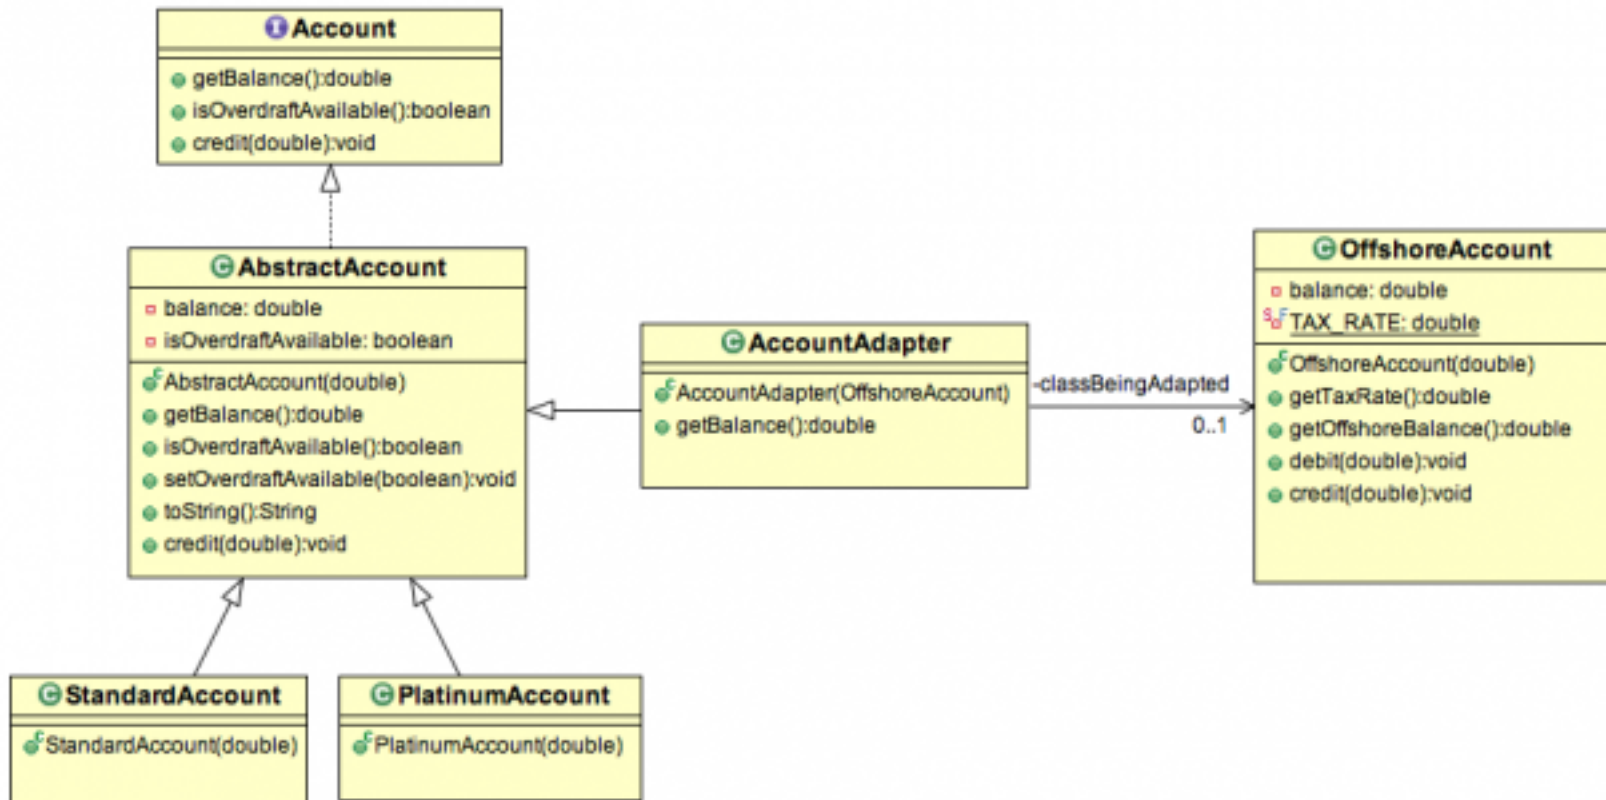 Account
getBalance():double
isOverdraftAvailable():boolean
credit(double):void
AbstractAccount
balance: double
isOverdraftAvailable: boolean
AbstractAccount(double)
getBalance():double
isOverdraftAvailable():boolean
setOverdraftAvailable(boolean):void
toString():String
credit(double):void
AccountAdapter
AccountAdapter(OffshoreAccount)
getBalance():double
-classBeingAdapted
0..1
OffshoreAccount
balance: double
TAX_RATE: double
OffshoreAccount(double)
getTaxRate():double
getOffshoreBalance():double
debit(double):void
credit(double):void
StandardAccount
StandardAccount(double)
PlatinumAccount
PlatinumAccount(double)